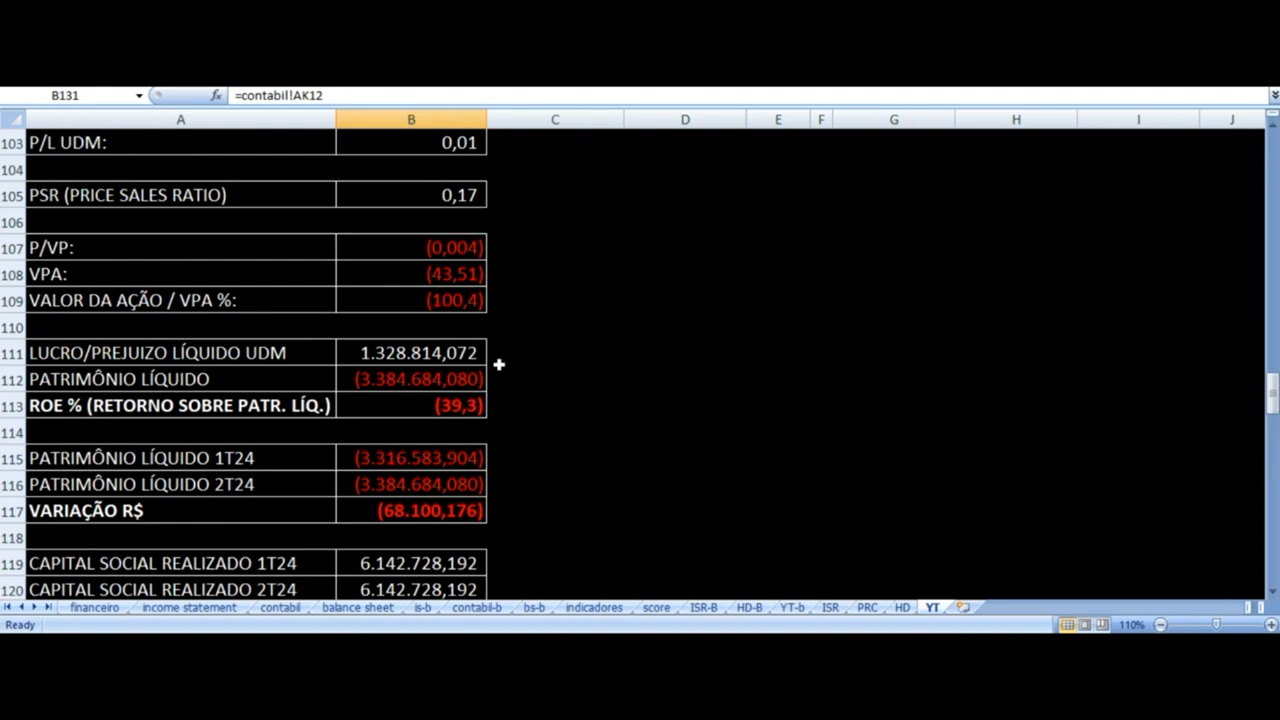 B131 fx =contabil!AK12
A B C D E F G H I J
103 P/L UDM: 0,01
104
105 PSR (PRICE SALES RATIO) 0,17
106
107 P/VP: (0,004)
108 VPA: (43,51)
109 VALOR DA AÇÃO / VPA %: (100,4)
110
111 LUCRO/PREJUIZO LÍQUIDO UDM 1.328.814,072
112 PATRIMÔNIO LÍQUIDO (3.384.684,080)
113 ROE % (RETORNO SOBRE PATR. LÍQ.) (39,3)
114
115 PATRIMÔNIO LÍQUIDO 1T24 (3.316.583,904)
116 PATRIMÔNIO LÍQUIDO 2T24 (3.384.684,080)
117 VARIAÇÃO R$ (68.100,176)
118
119 CAPITAL SOCIAL REALIZADO 1T24 6.142.728,192
120 CAPITAL SOCIAL REALIZADO 2T24 6.142.728,192
financeiro income statement contabil balance sheet is-b contabil-b bs-b indicadores score ISR-B HD-B YT-b ISR PRC HD YT
Ready 110%